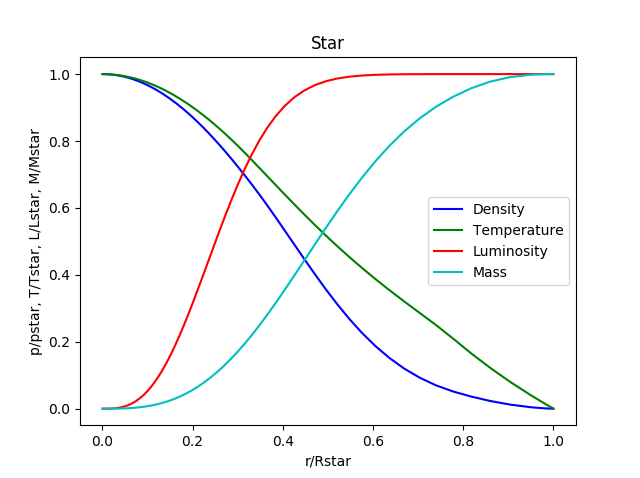 Star
p/pstar, T/Tstar, L/Lstar, M/Mstar
1.0
0.8
0.6
0.4
0.2
0.0
Density
Temperature
Luminosity
Mass
0.0 0.2 0.4 0.6 0.8 1.0
r/Rstar